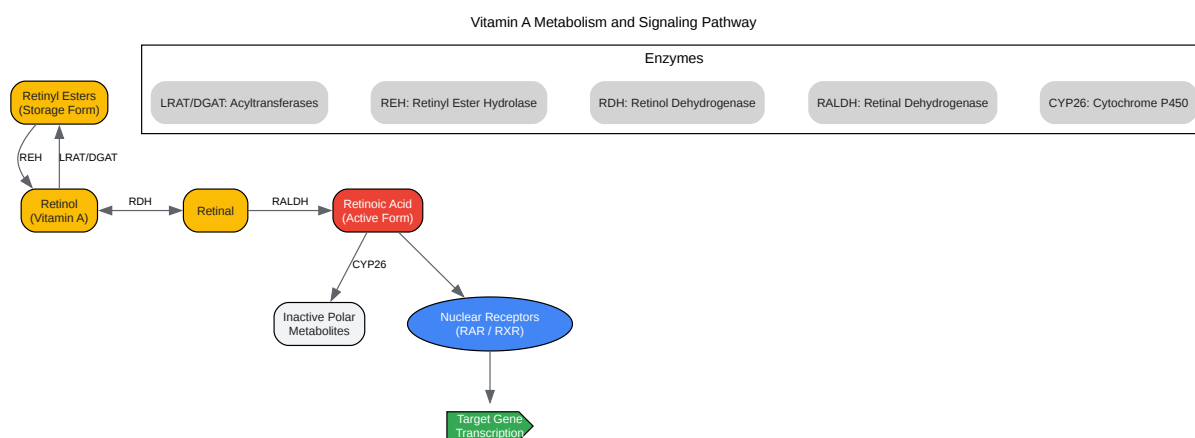 Vitamin A Metabolism and Signaling Pathway
Enzymes
LRAT/DGAT: Acyltransferases
REH: Retinyl Ester Hydrolase
RDH: Retinol Dehydrogenase
RALDH: Retinal Dehydrogenase
CYP26: Cytochrome P450
Retinyl Esters
(Storage Form)
REH
LRAT/DGAT
Retinol
(Vitamin A)
RDH
Retinal
RALDH
Retinoic Acid
(Active Form)
CYP26
Inactive Polar
Metabolites
Nuclear Receptors
(RAR / RXR)
Target Gene
Transcription